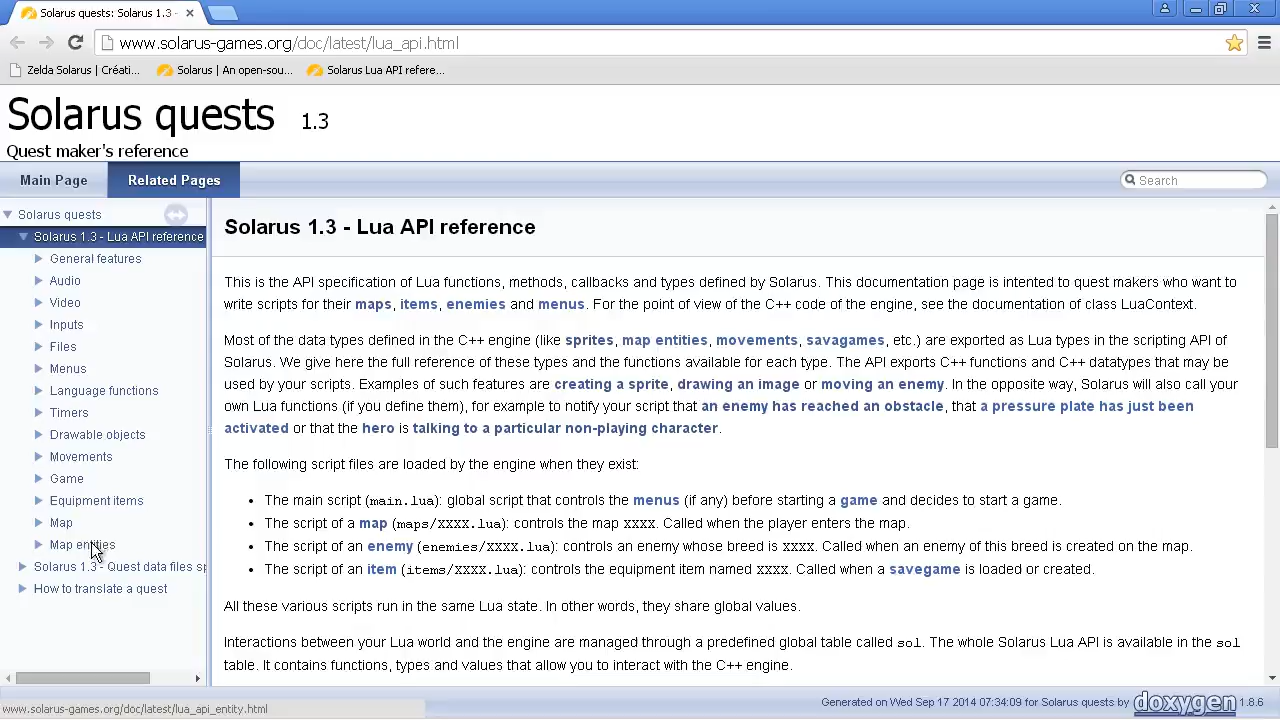 Solarus quests: Solarus 1.3 -
www.solarus-games.org/doc/latest/lua_api.html
Zelda Solarus | Créati...
Solarus | An open-sou...
Solarus Lua API refere...
Solarus quests 1.3
Quest maker's reference
Main Page
Related Pages
Search
Solarus quests
Solarus 1.3 - Lua API reference
General features
Audio
Video
Inputs
Files
Menus
Language functions
Timers
Drawable objects
Movements
Game
Equipment items
Map
Map entities
Solarus 1.3 - Quest data files sp
How to translate a quest
Solarus 1.3 - Lua API reference
This is the API specification of Lua functions, methods, callbacks and types defined by Solarus. This documentation page is intented to quest makers who want to
write scripts for their maps, items, enemies and menus. For the point of view of the C++ code of the engine, see the documentation of class LuaContext.
Most of the data types defined in the C++ engine (like sprites, map entities, movements, savagames, etc.) are exported as Lua types in the scripting API of
Solarus. We give here the full reference of these types and the functions available for each type. The API exports C++ functions and C++ datatypes that may be
used by your scripts. Examples of such features are creating a sprite, drawing an image or moving an enemy. In the opposite way, Solarus will also call your
own Lua functions (if you define them), for example to notify your script that an enemy has reached an obstacle, that a pressure plate has just been
activated or that the hero is talking to a particular non-playing character.
The following script files are loaded by the engine when they exist:
• The main script (main.lua): global script that controls the menus (if any) before starting a game and decides to start a game.
• The script of a map (maps/XXXX.lua): controls the map XXXX. Called when the player enters the map.
• The script of an enemy (enemies/XXXX.lua): controls an enemy whose breed is XXXX. Called when an enemy of this breed is created on the map.
• The script of an item (items/XXXX.lua): controls the equipment item named XXXX. Called when a savegame is loaded or created.
All these various scripts run in the same Lua state. In other words, they share global values.
Interactions between your Lua world and the engine are managed through a predefined global table called sol. The whole Solarus Lua API is available in the sol
table. It contains functions, types and values that allow you to interact with the C++ engine.
www.solarus-games.org/doc/latest/lua_api_entity.html
Generated on Wed Sep 17 2014 07:34:09 for Solarus quests by doxygen 1.8.6